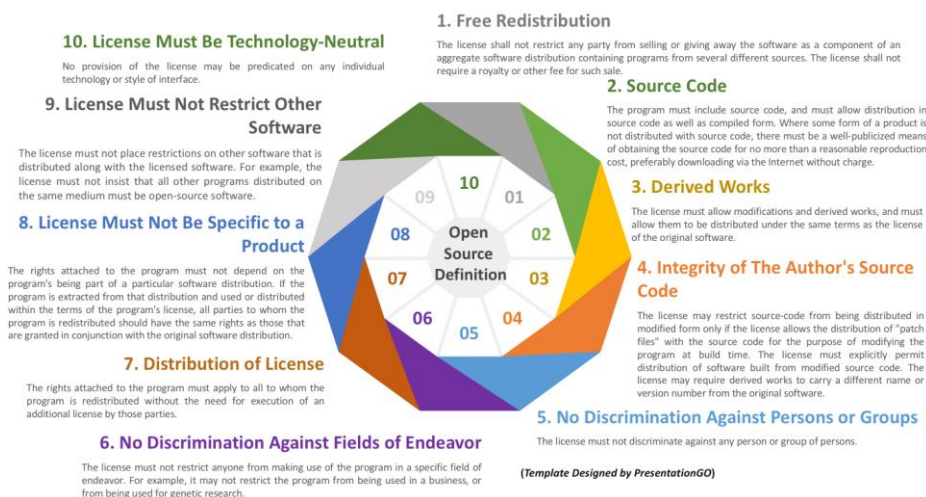 1. Free Redistribution
The license shall not restrict any party from selling or giving away the software as a component of an
aggregate software distribution containing programs from several different sources. The license shall not
require a royalty or other fee for such sale.
2. Source Code
The program must include source code, and must allow distribution in
source code as well as compiled form. Where some form of a product is
not distributed with source code, there must be a well-publicized means
of obtaining the source code for no more than a reasonable reproduction
cost, preferably downloading via the Internet without charge.
3. Derived Works
The license must allow modifications and derived works, and must
allow them to be distributed under the same terms as the license
of the original software.
4. Integrity of The Author's Source
Code
The license may restrict source-code from being distributed in
modified form only if the license allows the distribution of "patch
files" with the source code for the purpose of modifying the
program at build time. The license must explicitly permit
distribution of software built from modified source code. The
license may require derived works to carry a different name or
version number from the original software.
5. No Discrimination Against Persons or Groups
The license must not discriminate against any person or group of persons.
(Template Designed by PresentationGO)
10. License Must Be Technology-Neutral
No provision of the license may be predicated on any individual
technology or style of interface.
9. License Must Not Restrict Other
Software
The license must not place restrictions on other software that is
distributed along with the licensed software. For example, the
license must not insist that all other programs distributed on
the same medium must be open-source software.
8. License Must Not Be Specific to a
Product
The rights attached to the program must not depend on the
program's being part of a particular software distribution. If the
program is extracted from that distribution and used or distributed
within the terms of the program's license, all parties to whom the
program is redistributed should have the same rights as those that
are granted in conjunction with the original software distribution.
7. Distribution of License
The rights attached to the program must apply to all to whom the
program is redistributed without the need for execution of an
additional license by those parties.
6. No Discrimination Against Fields of Endeavor
The license must not restrict anyone from making use of the program in a specific field of
endeavor. For example, it may not restrict the program from being used in a business, or
from being used for genetic research.
10
01
02
03
04
05
06
07
08
09
Open
Source
Definition